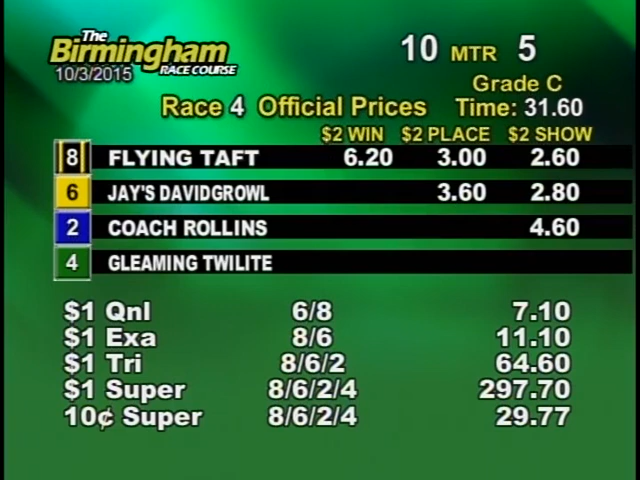 The
Birmingham
RACE COURSE
10/3/2015
10 MTR 5
Grade C
Race 4 Official Prices Time: 31.60
$2 WIN $2 PLACE $2 SHOW
8 FLYING TAFT 6.20 3.00 2.60
6 JAY'S DAVIDGROWL 3.60 2.80
2 COACH ROLLINS 4.60
4 GLEAMING TWILITE
$1 Qnl 6/8 7.10
$1 Exa 8/6 11.10
$1 Tri 8/6/2 64.60
$1 Super 8/6/2/4 297.70
10¢ Super 8/6/2/4 29.77